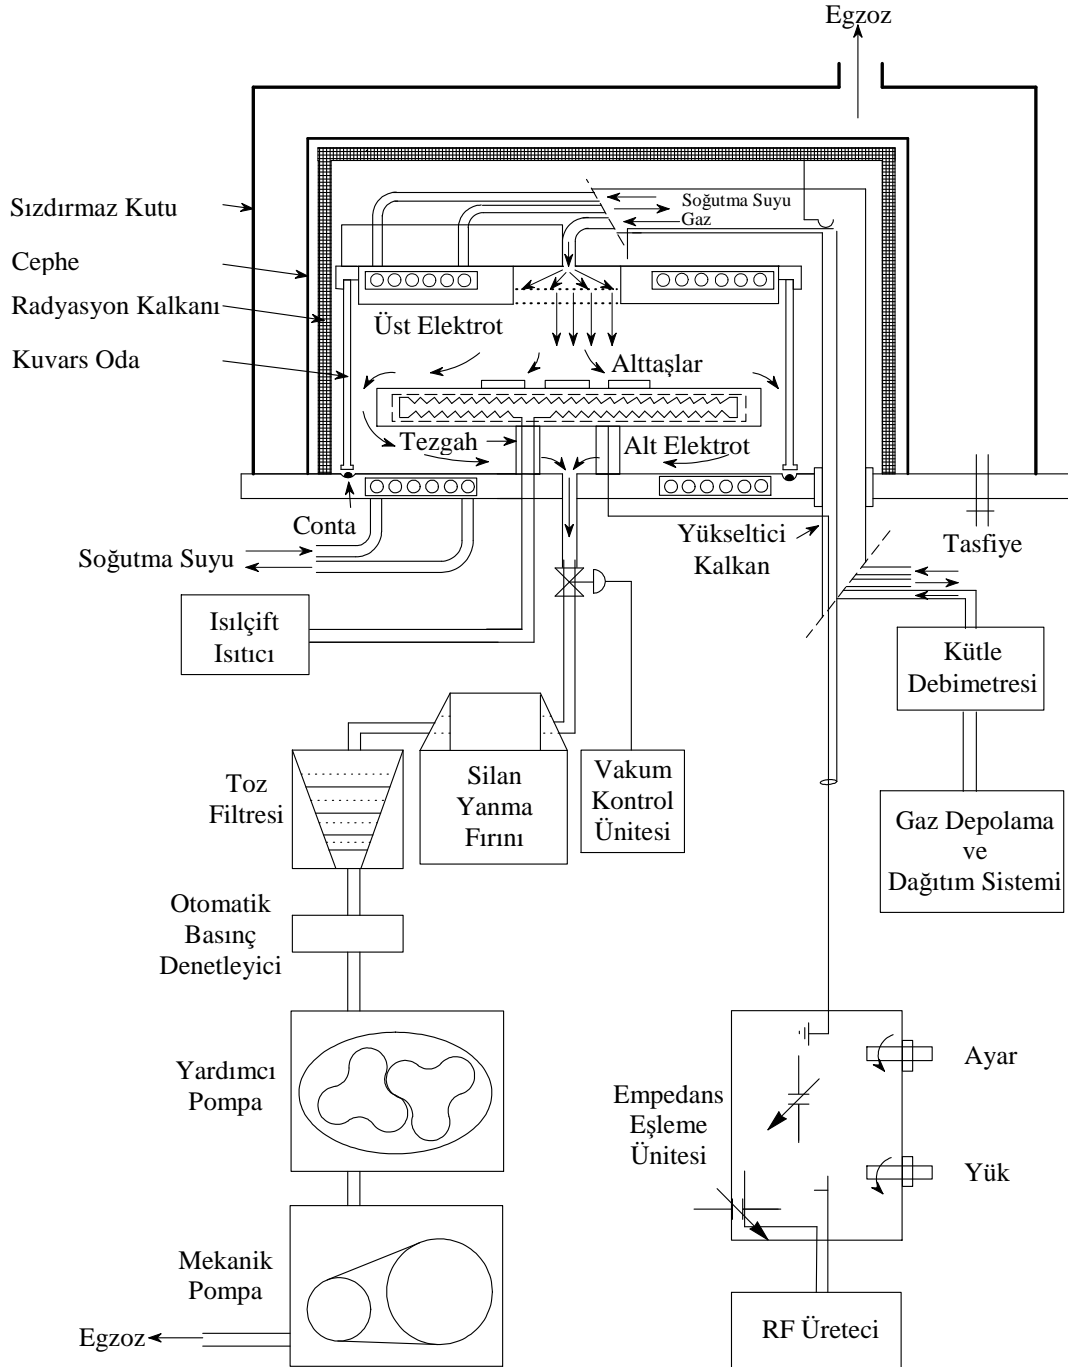 Egzoz
Sızdırmaz Kutu
Cephe
Radyasyon Kalkanı
Kuvars Oda
Soğutma Suyu
Gaz
Üst Elektrot
Alttaşlar
Tezgah
Alt Elektrot
Conta
Soğutma Suyu
Yükseltici
Kalkan
Tasfiye
Isılçift
Isıtıcı
Kütle
Debimetresi
Toz
Filtresi
Silan
Yanma
Fırını
Vakum
Kontrol
Ünitesi
Gaz Depolama
ve
Dağıtım Sistemi
Otomatik
Basınç
Denetleyici
Yardımcı
Pompa
Empedans
Eşleme
Ünitesi
Ayar
Yük
Mekanik
Pompa
Egzoz
RF Üreteci